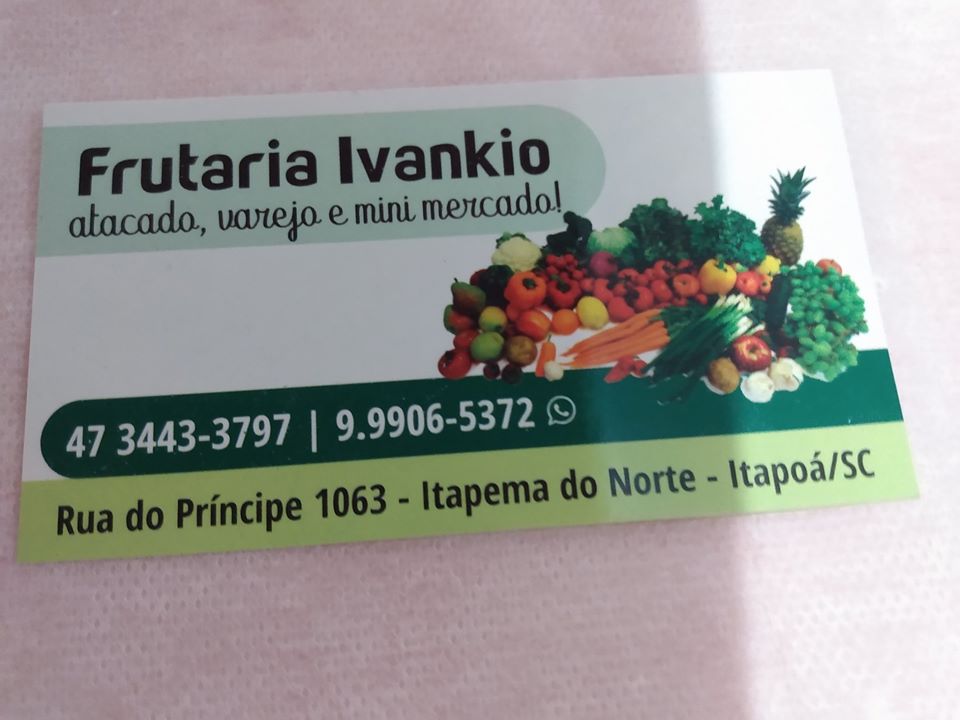 Frutaria Ivankio
atacado, varejo e mini mercado!
47 3443-3797 | 9.9906-5372
Rua do Príncipe 1063 - Itapema do Norte - Itapoá/SC